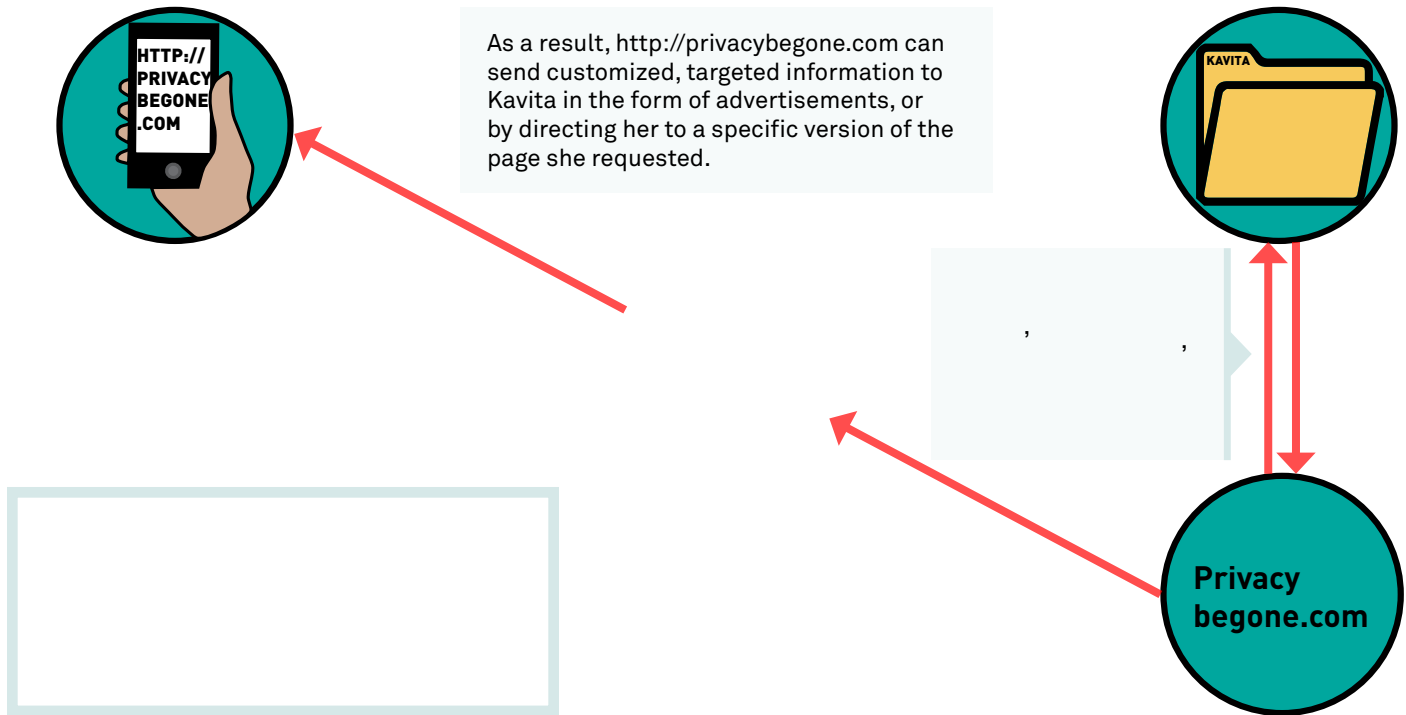 HTTP://
PRIVACY
BEGONE
.COM
As a result, http://privacybegone.com can
send customized, targeted information to
Kavita in the form of advertisements, or
by directing her to a specific version of the
page she requested.
KAVITA
, ,
Privacy
begone.com